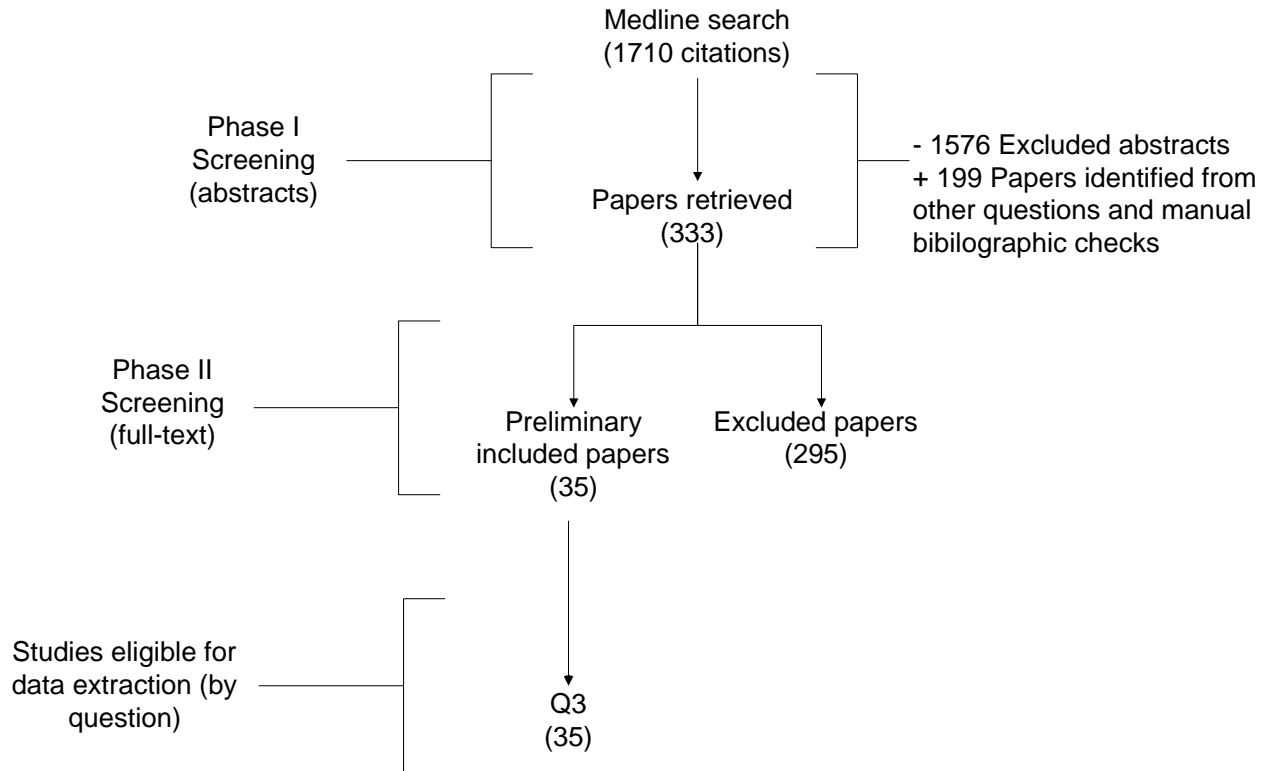 Medline search
(1710 citations)
Phase I
Screening
(abstracts)
- 1576 Excluded abstracts
+ 199 Papers identified from
other questions and manual
bibilographic checks
Papers retrieved
(333)
Phase II
Screening
(full-text)
Preliminary
included papers
(35)
Excluded papers
(295)
Studies eligible for
data extraction (by
question)
Q3
(35)